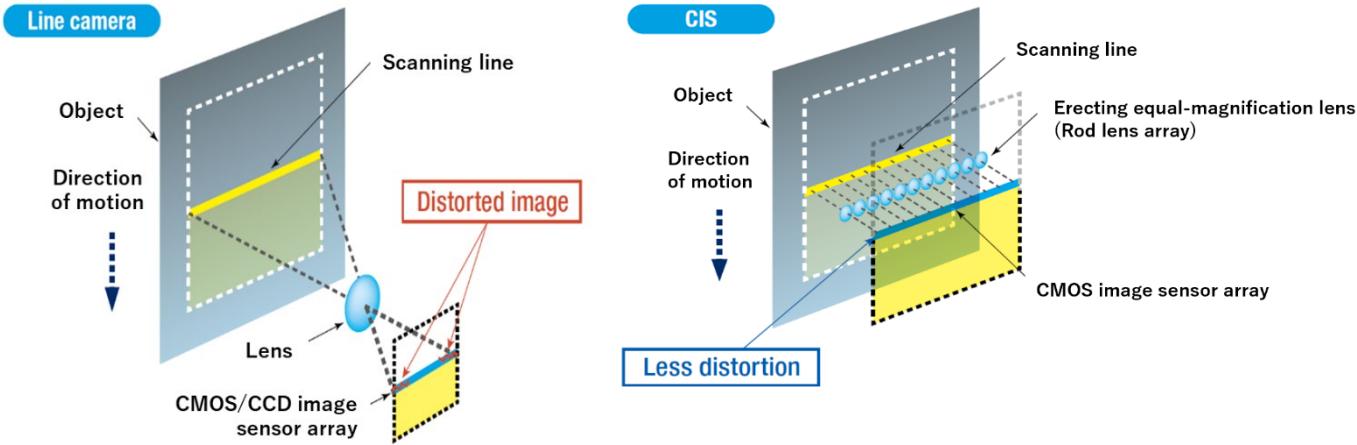 Line camera
Scanning line
Object
Direction
of motion
Distorted image
Lens
CMOS/CCD image
sensor array
CIS
Scanning line
Object
Erecting equal-magnification lens
(Rod lens array)
Direction
of motion
CMOS image sensor array
Less distortion